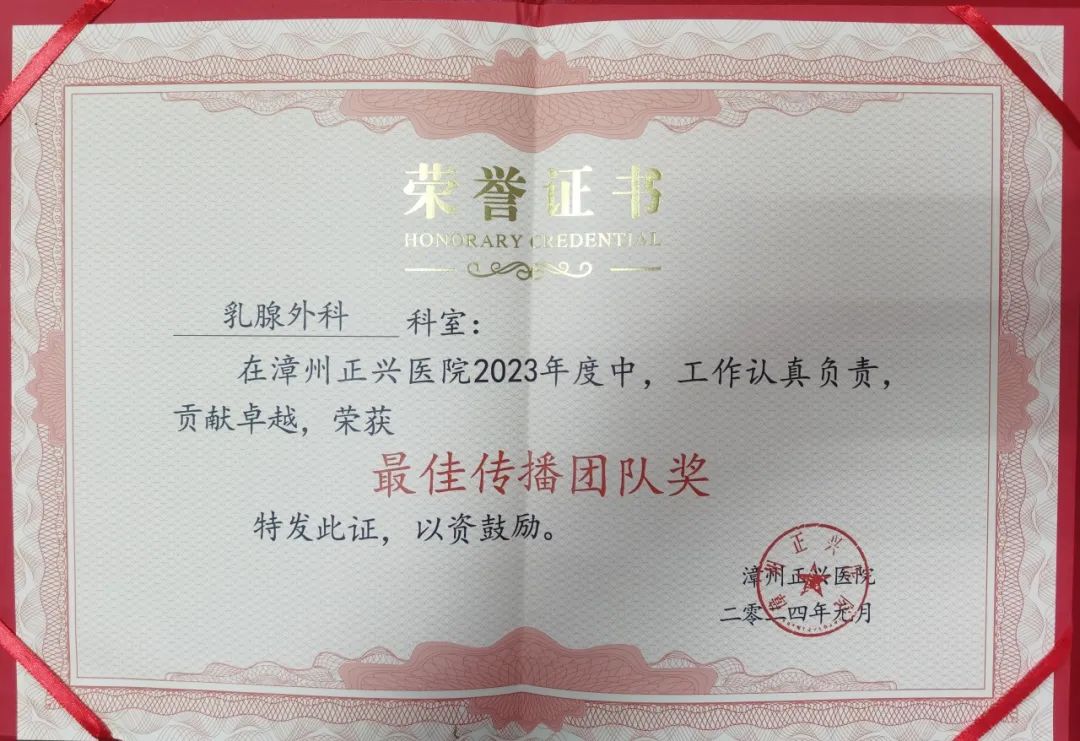 荣誉证书
HONORARY CREDENTIAL
乳腺外科 科室：
在漳州正兴医院2023年度中，工作认真负责，
贡献卓越，荣获
最佳传播团队奖
特发此证，以资鼓励。
漳州正兴医院
二零二四年元月